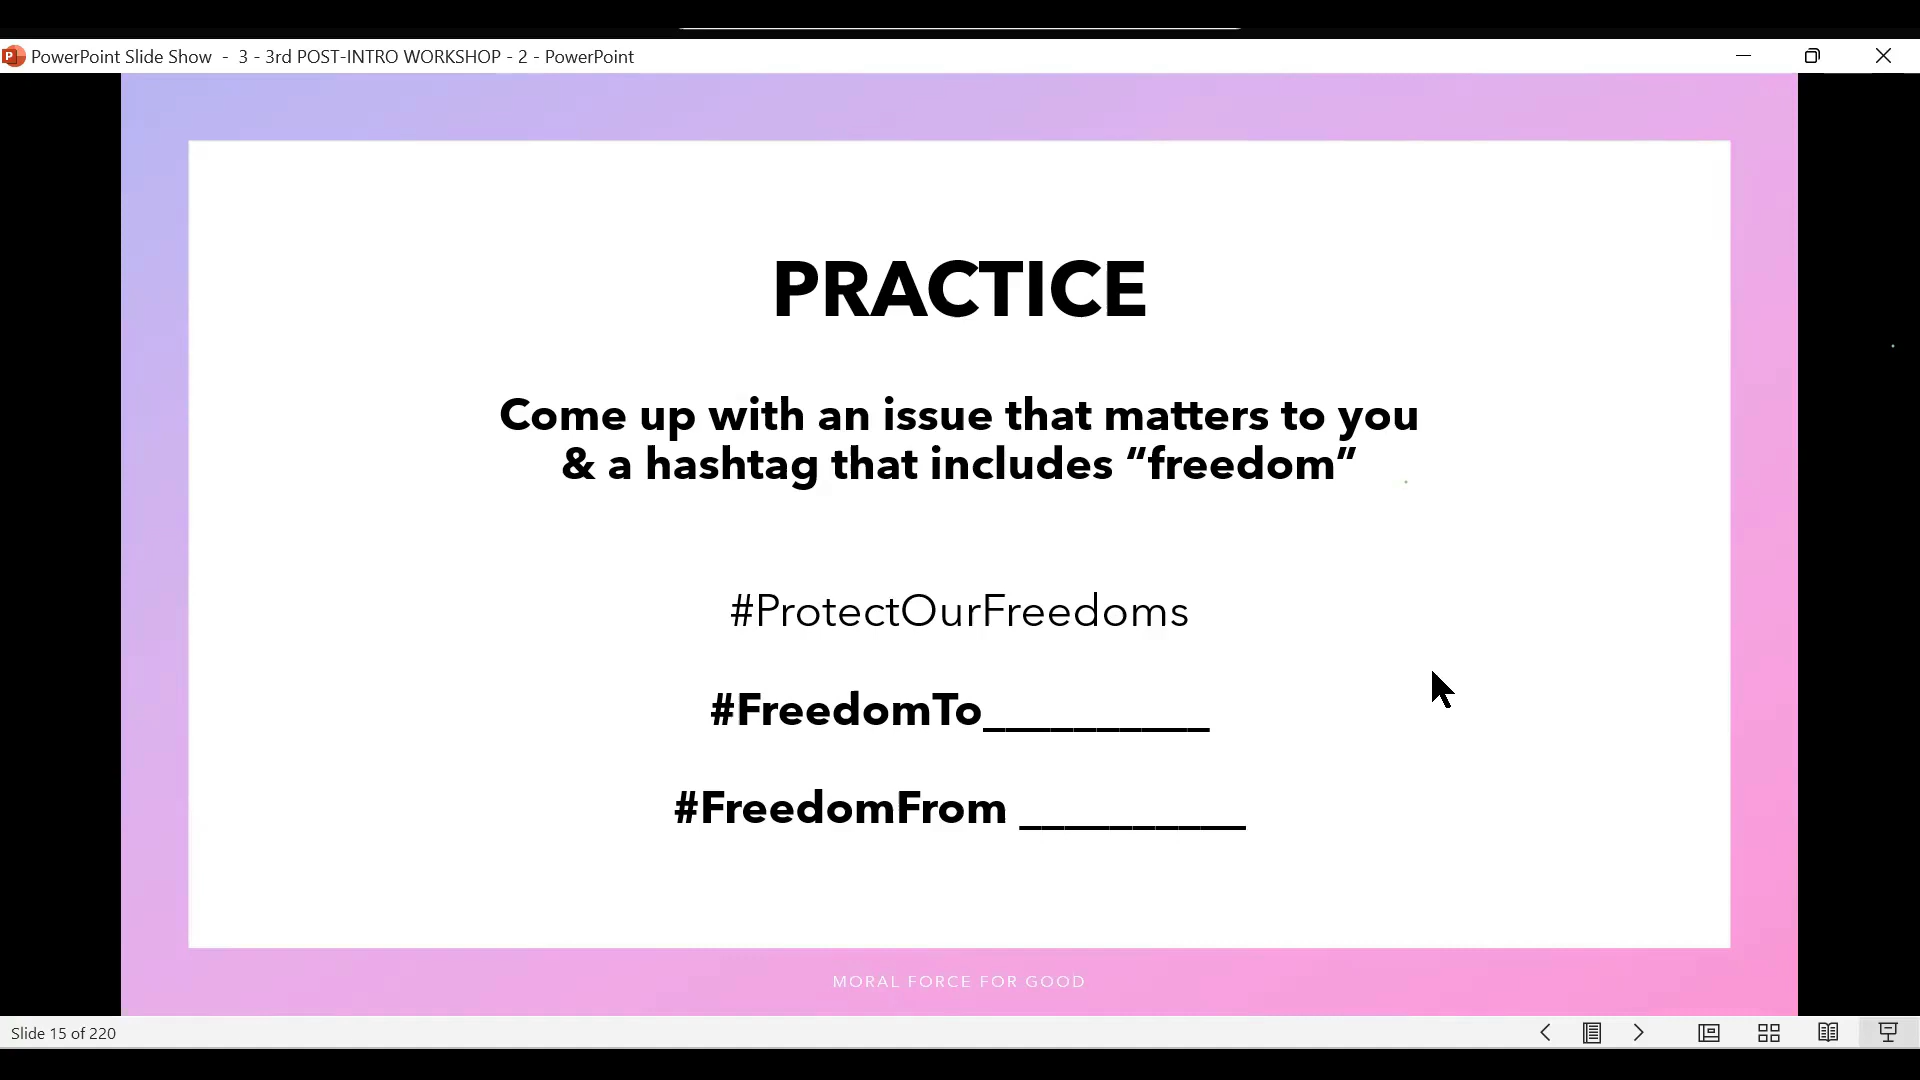 PowerPoint Slide Show - 3 - 3rd POST-INTRO WORKSHOP - 2 - PowerPoint
PRACTICE
Come up with an issue that matters to you
& a hashtag that includes “freedom”
#ProtectOurFreedoms
#FreedomTo__________
#FreedomFrom __________
MORAL FORCE FOR GOOD
Slide 15 of 220